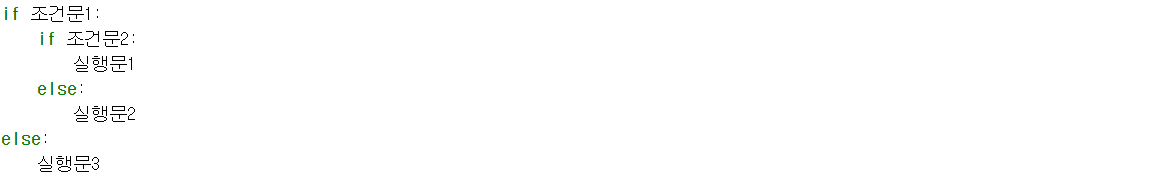 if 조건문1:
    if 조건문2:
        실행문1
    else:
        실행문2
else:
    실행문3